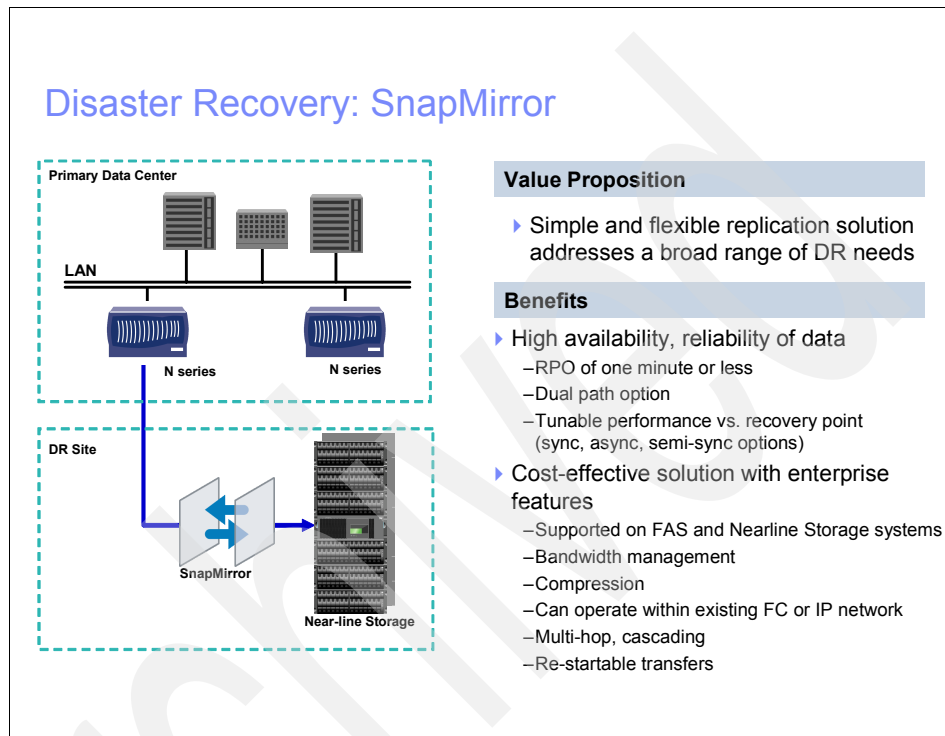 Disaster Recovery: SnapMirror
Primary Data Center
LAN
N series
N series
DR Site
SnapMirror
Near-line Storage
Value Proposition
Simple and flexible replication solution
addresses a broad range of DR needs
Benefits
High availability, reliability of data
–RPO of one minute or less
–Dual path option
–Tunable performance vs. recovery point
(sync, async, semi-sync options)
Cost-effective solution with enterprise
features
–Supported on FAS and Nearline Storage systems
–Bandwidth management
–Compression
–Can operate within existing FC or IP network
–Multi-hop, cascading
–Re-startable transfers